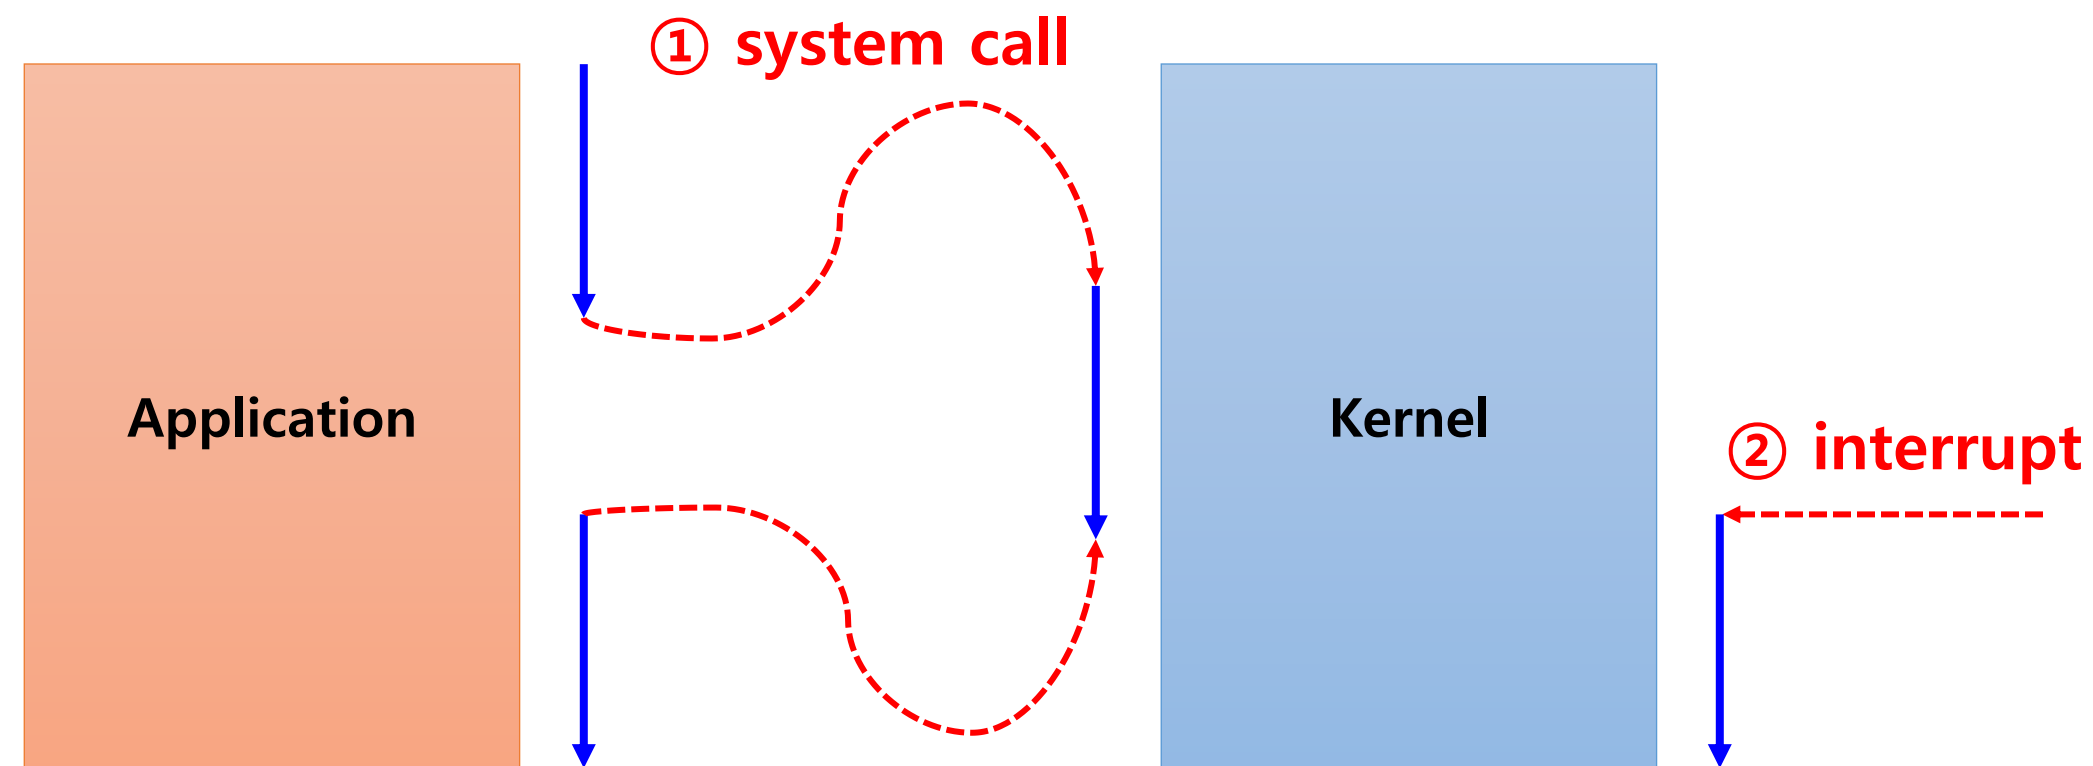 ① system call
Application
Kernel
② interrupt